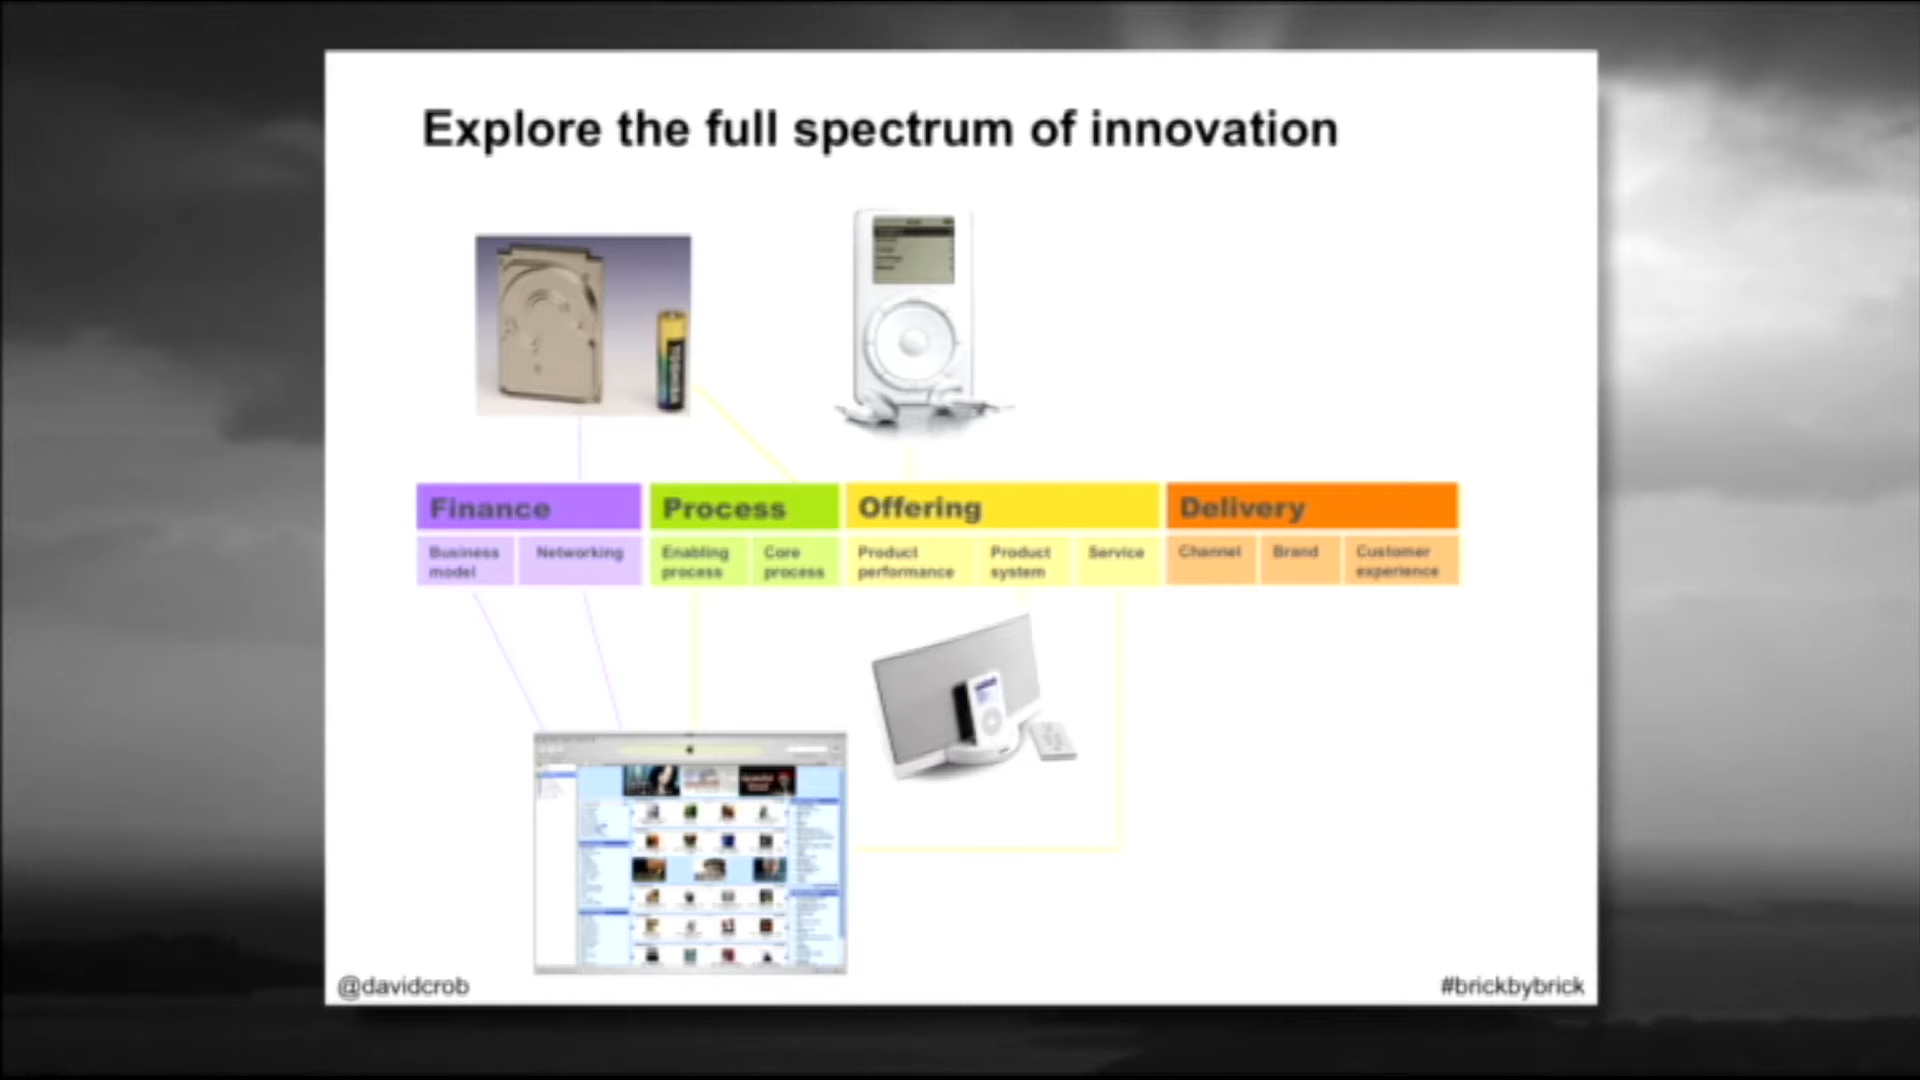 Explore the full spectrum of innovation
TOSHIBA
Finance
Process
Offering
Delivery
Business
model
Networking
Enabling
process
Core
process
Product
performance
Product
system
Service
Channel
Brand
Customer
experience
@davidcrob
#brickbybrick